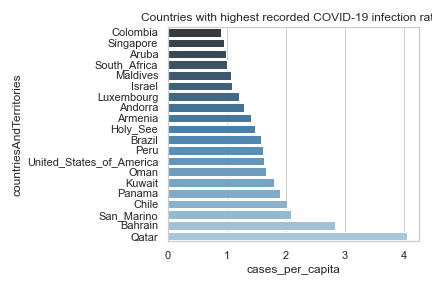 Countries with highest recorded COVID-19 infection rat
countriesAndTerritories
Colombia
Singapore
Aruba
South_Africa
Maldives
Israel
Luxembourg
Andorra
Armenia
Holy_See
Brazil
Peru
United_States_of_America
Oman
Kuwait
Panama
Chile
San_Marino
Bahrain
Qatar
0 1 2 3 4
cases_per_capita